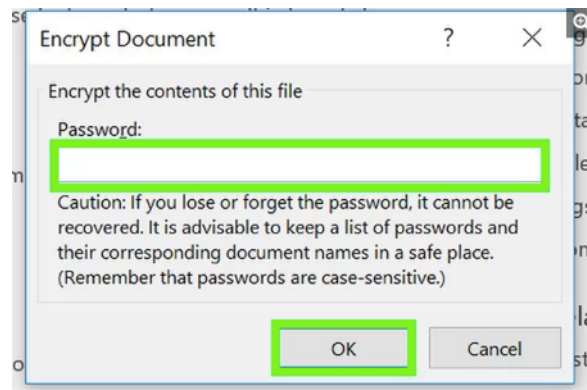 Encrypt Document
?
Encrypt the contents of this file
Password:
Caution: If you lose or forget the password, it cannot be
recovered. It is advisable to keep a list of passwords and
their corresponding document names in a safe place.
(Remember that passwords are case-sensitive.)
OK
Cancel